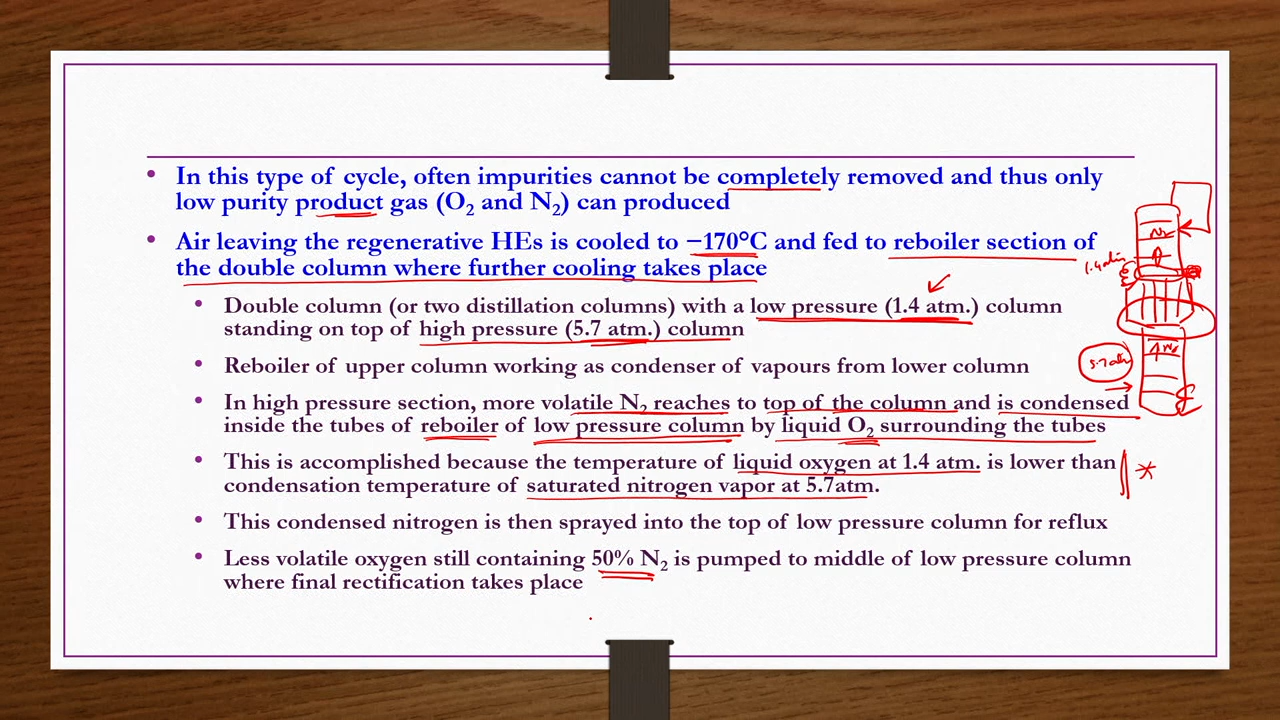 In this type of cycle, often impurities cannot be completely removed and thus only
low purity product gas (O₂ and N₂) can produced
Air leaving the regenerative HEs is cooled to −170°C and fed to reboiler section of
the double column where further cooling takes place
Double column (or two distillation columns) with a low pressure (1.4 atm.) column
standing on top of high pressure (5.7 atm.) column
Reboiler of upper column working as condenser of vapours from lower column
In high pressure section, more volatile N₂ reaches to top of the column and is condensed
inside the tubes of reboiler of low pressure column by liquid O₂ surrounding the tubes
This is accomplished because the temperature of liquid oxygen at 1.4 atm. is lower than
condensation temperature of saturated nitrogen vapor at 5.7atm.
This condensed nitrogen is then sprayed into the top of low pressure column for reflux
Less volatile oxygen still containing 50% N₂ is pumped to middle of low pressure column
where final rectification takes place
N₂
1.4 atm
N₂
5.7 atm